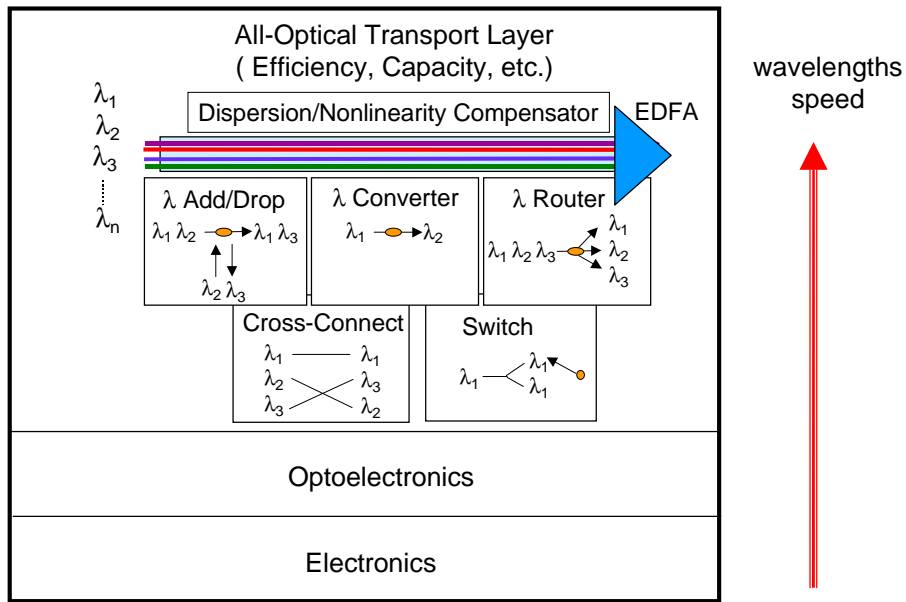 All-Optical Transport Layer
( Efficiency, Capacity, etc.)
wavelengths
speed
λ1
λ2
λ3
λn
Dispersion/Nonlinearity Compensator
EDFA
λ Add/Drop
λ1 λ2 λ1 λ3
λ2 λ3
λ Converter
λ1 λ2
λ Router
λ1 λ2 λ3
λ1
λ2
λ3
Cross-Connect
λ1 λ1
λ2 λ3
λ3 λ2
Switch
λ1
λ1
λ1
Optoelectronics
Electronics